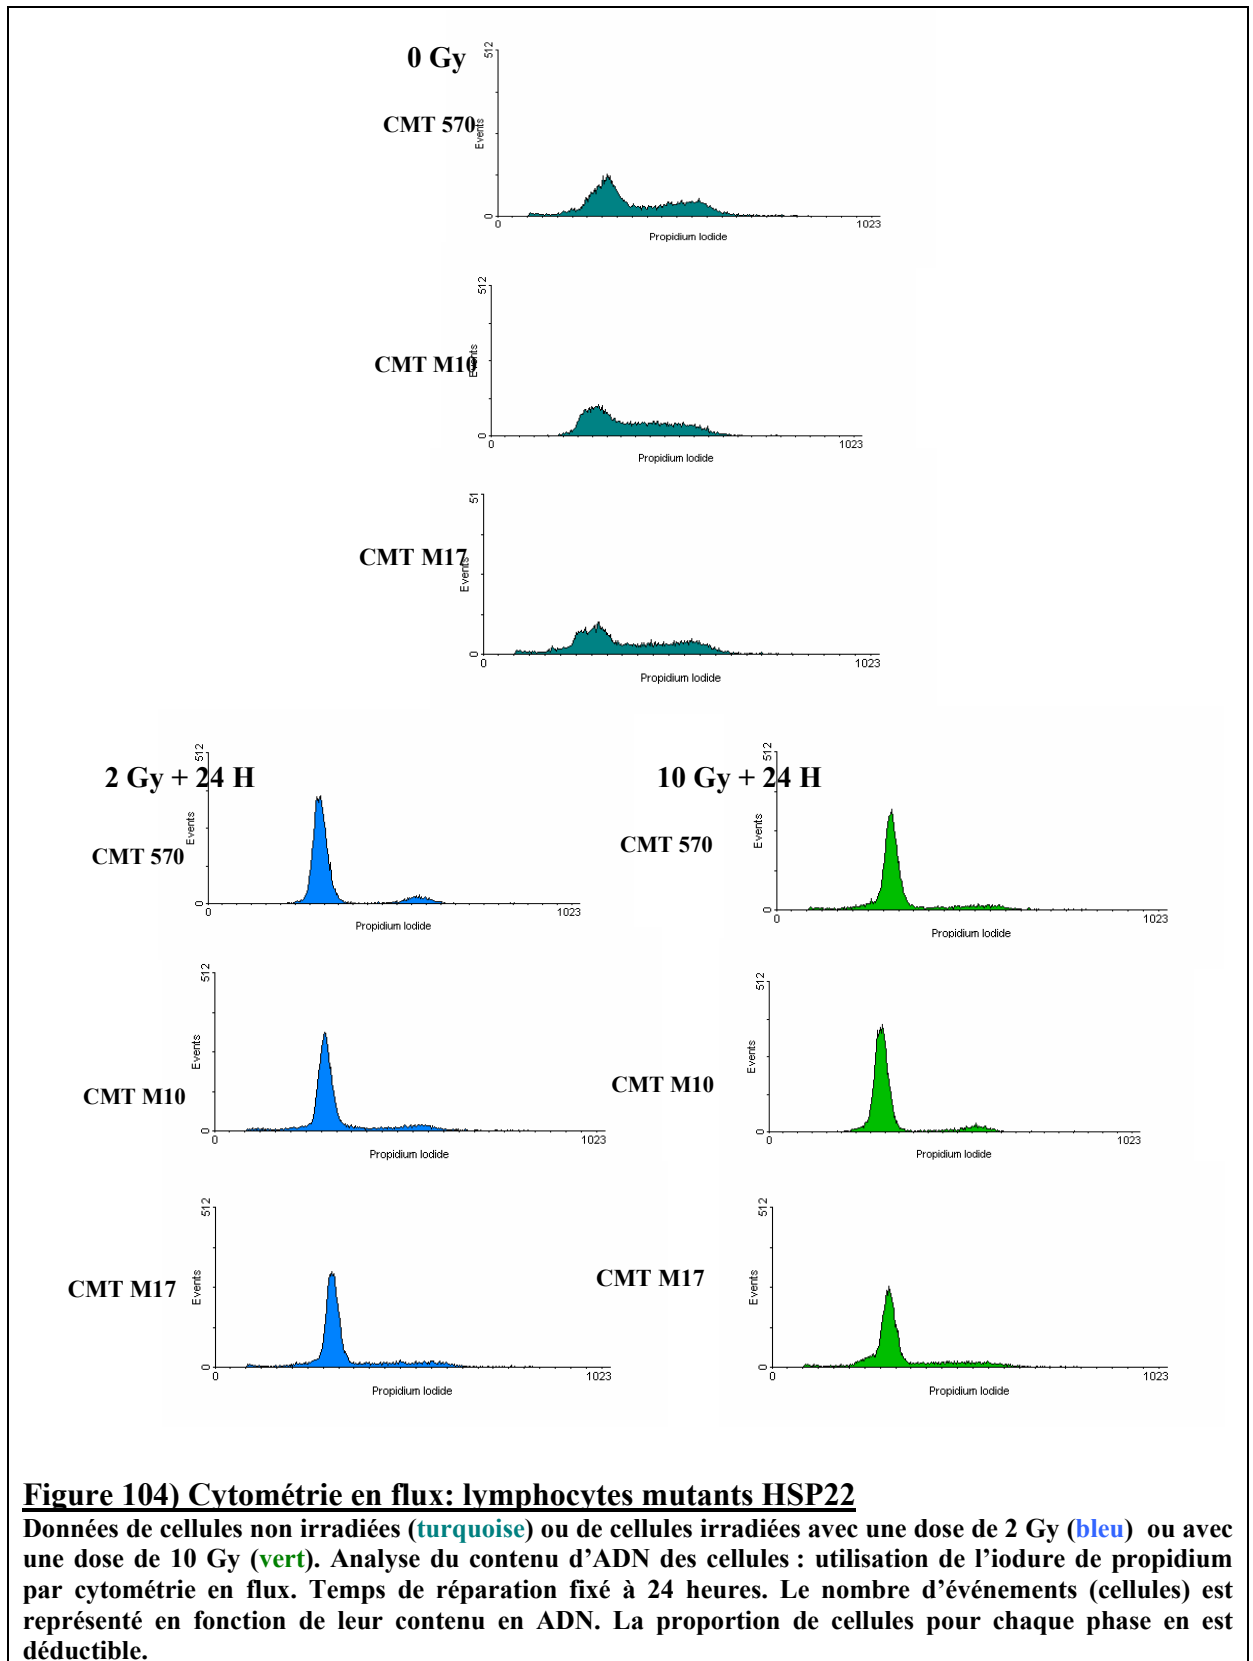 0 Gy
512
CMT 570
Events
0
0
1023
Propidium Iodide
512
CMT M10
Events
0
0
1023
Propidium Iodide
51
CMT M17
Events
0
0
1023
Propidium Iodide
2 Gy + 24 H
512
CMT 570
Events
0
0
1023
Propidium Iodide
10 Gy + 24 H
512
CMT 570
Events
0
0
1023
Propidium Iodide
512
CMT M10
Events
0
0
1023
Propidium Iodide
512
CMT M10
Events
0
0
1023
Propidium Iodide
512
CMT M17
Events
0
0
1023
Propidium Iodide
512
CMT M17
Events
0
0
1023
Propidium Iodide
Figure 104) Cytométrie en flux: lymphocytes mutants HSP22
Données de cellules non irradiées (turquoise) ou de cellules irradiées avec une dose de 2 Gy (bleu) ou avec
une dose de 10 Gy (vert). Analyse du contenu d’ADN des cellules : utilisation de l’iodure de propidium
par cytométrie en flux. Temps de réparation fixé à 24 heures. Le nombre d’événements (cellules) est
représenté en fonction de leur contenu en ADN. La proportion de cellules pour chaque phase en est
déductible.